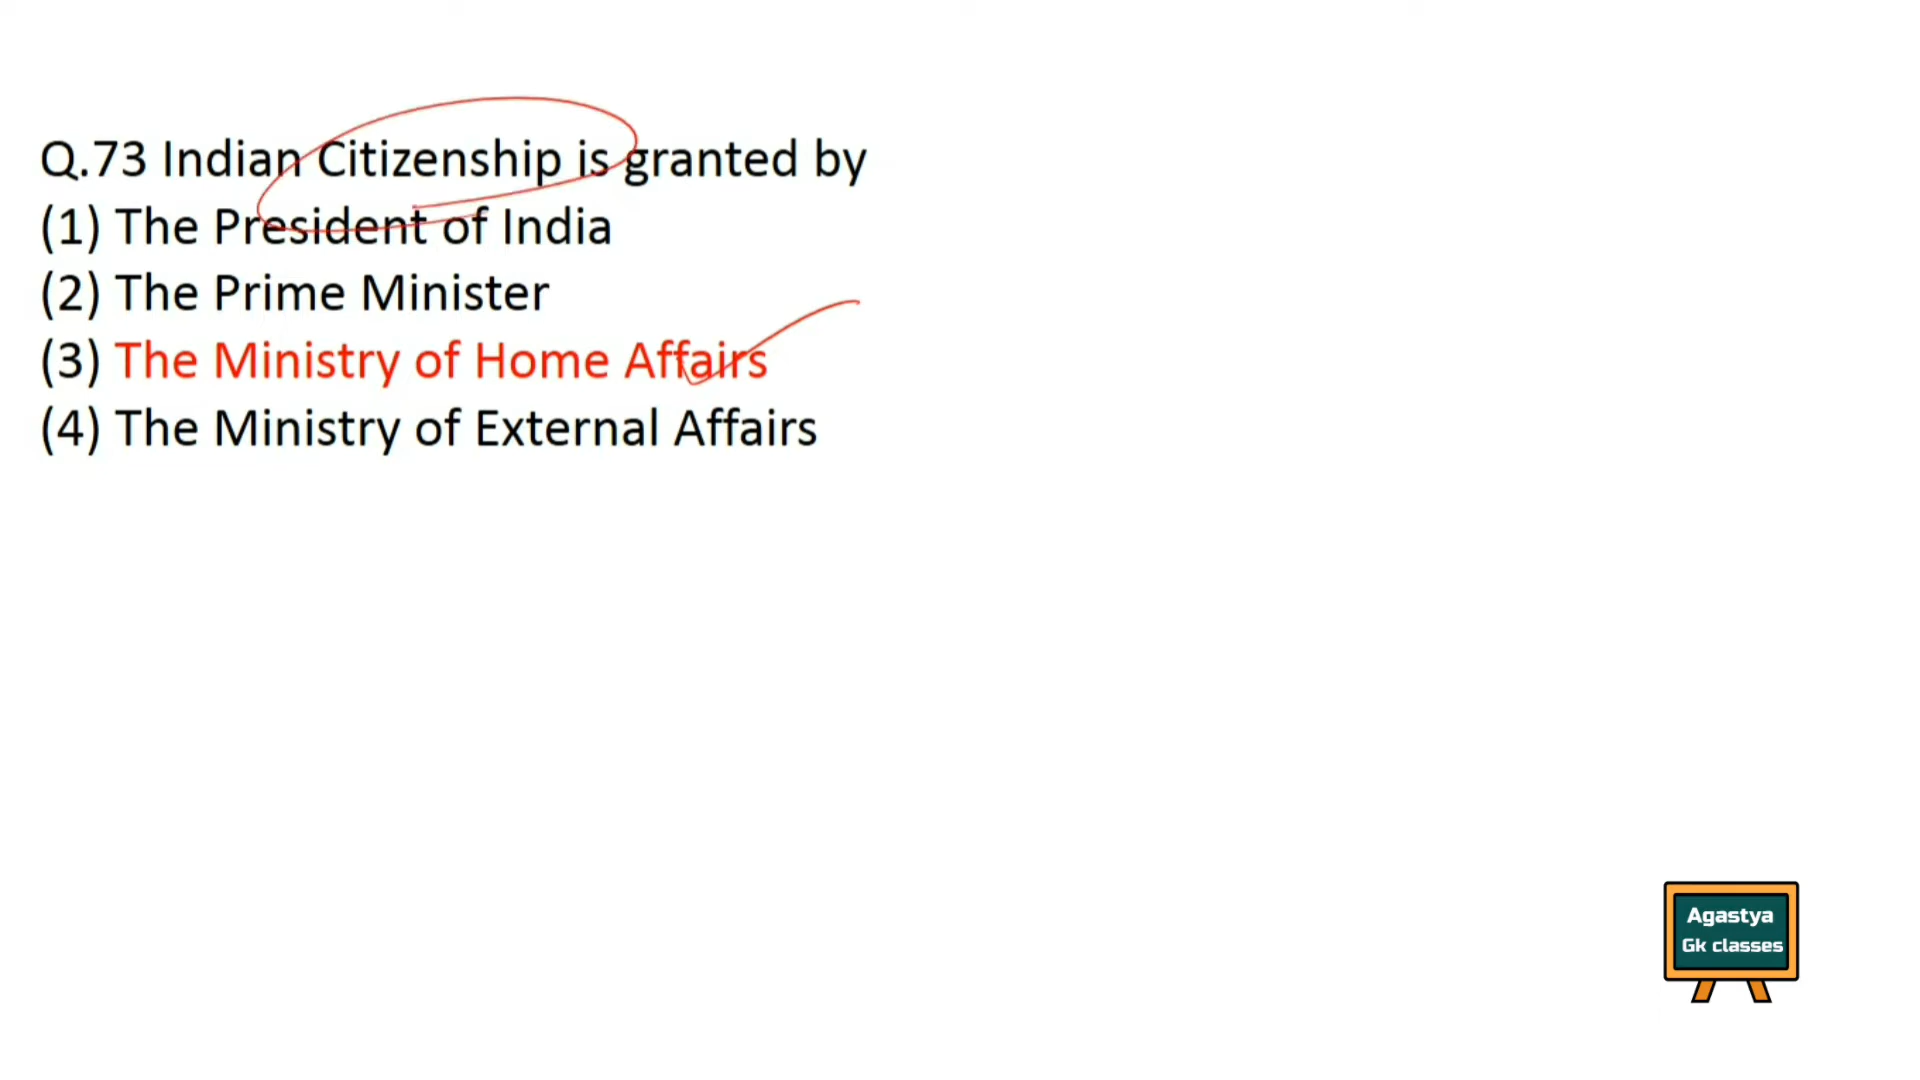 Q.73 Indian Citizenship is granted by
(1) The President of India
(2) The Prime Minister
(3) The Ministry of Home Affairs
(4) The Ministry of External Affairs
Agastya
Gk classes